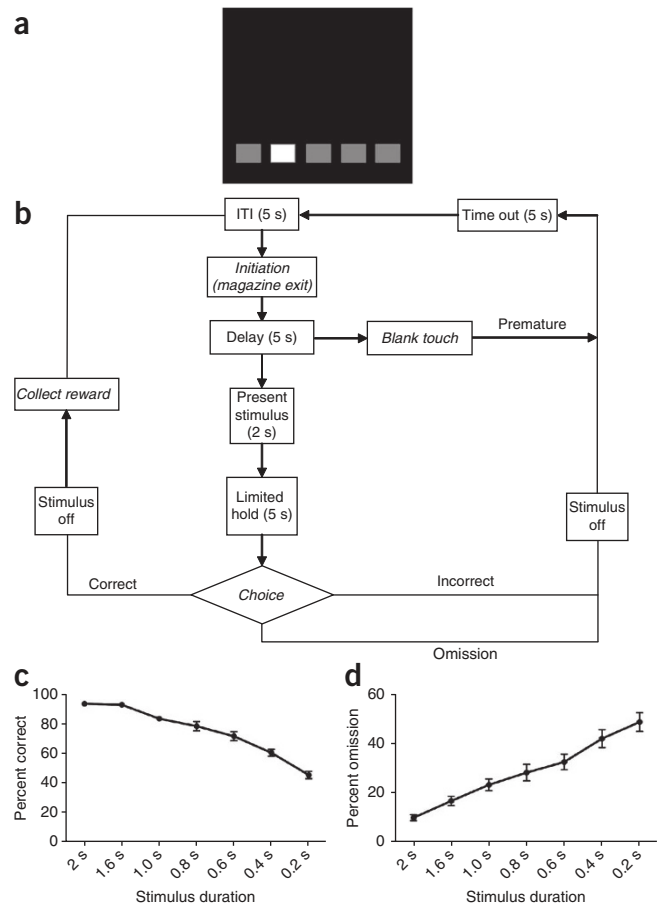 a
b
ITI (5 s)
Time out (5 s)
Initiation
(magazine exit)
Delay (5 s)
Blank touch
Premature
Collect reward
Present
stimulus
(2 s)
Stimulus
off
Limited
hold (5 s)
Stimulus
off
Correct
Choice
Incorrect
Omission
c
Percent correct
100
80
60
40
20
0
2 s
1.6 s
1.0 s
0.8 s
0.6 s
0.4 s
0.2 s
Stimulus duration
d
Percent omission
60
40
20
0
2 s
1.6 s
1.0 s
0.8 s
0.6 s
0.4 s
0.2 s
Stimulus duration